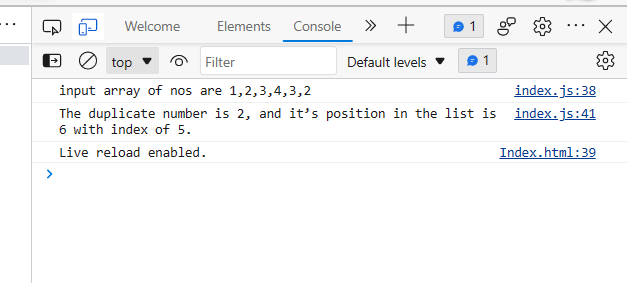 Welcome Elements Console 1
top Filter Default levels 1
input array of nos are 1,2,3,4,3,2 index.js:38
The duplicate number is 2, and it’s position in the list is index.js:41
6 with index of 5.
Live reload enabled. Index.html:39